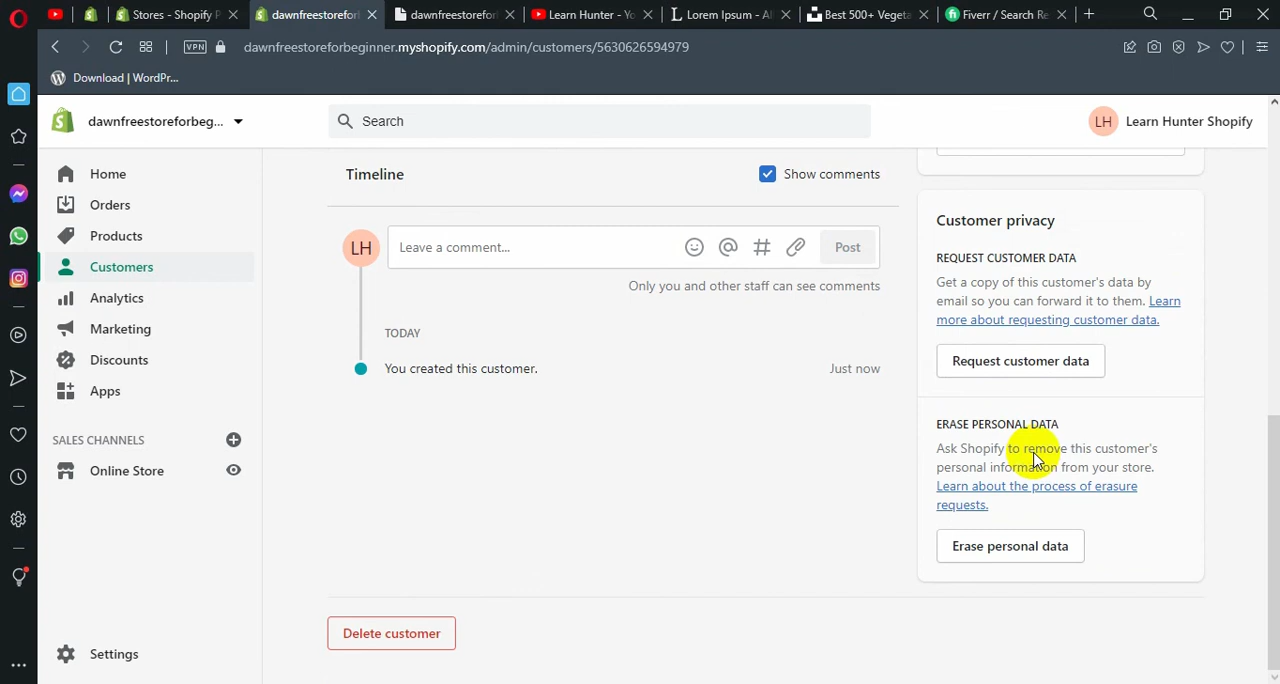 Stores - Shopify P
dawnfreestorefor
dawnfreestorefor
Learn Hunter - Yo
Lorem Ipsum - Al
Best 500+ Vegeta
Fiverr / Search Re
VPN
dawnfreestoreforbeginner.myshopify.com/admin/customers/5630626594979
Download | WordPr...
dawnfreestoreforbeg...
Search
LH
Learn Hunter Shopify
Home
Orders
Products
Customers
Analytics
Marketing
Discounts
Apps
SALES CHANNELS
Online Store
Settings
Timeline
Show comments
LH
Leave a comment...
Post
Only you and other staff can see comments
TODAY
You created this customer.
Just now
Delete customer
Customer privacy
REQUEST CUSTOMER DATA
Get a copy of this customer's data by
email so you can forward it to them. Learn
more about requesting customer data.
Request customer data
ERASE PERSONAL DATA
Ask Shopify to remove this customer's
personal information from your store.
Learn about the process of erasure
requests.
Erase personal data